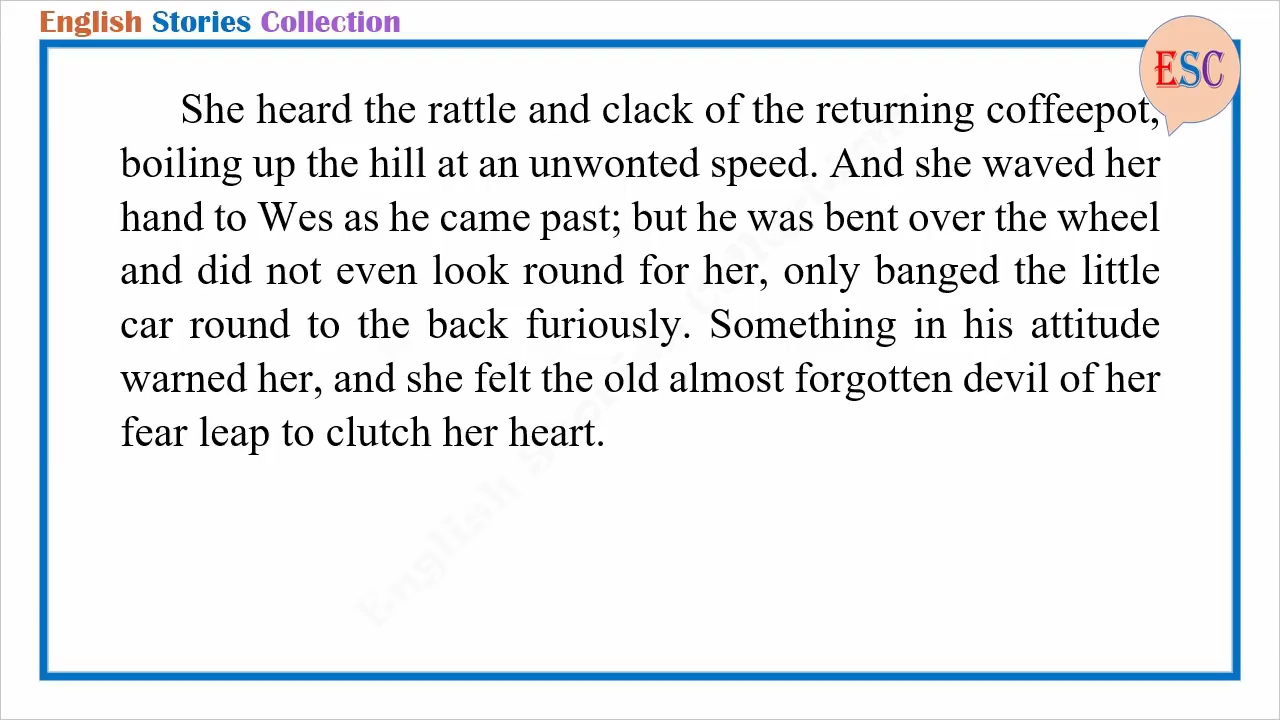 English Stories Collection
ESC
She heard the rattle and clack of the returning coffeepot,
boiling up the hill at an unwonted speed. And she waved her
hand to Wes as he came past; but he was bent over the wheel
and did not even look round for her, only banged the little
car round to the back furiously. Something in his attitude
warned her, and she felt the old almost forgotten devil of her
fear leap to clutch her heart.
English Stories